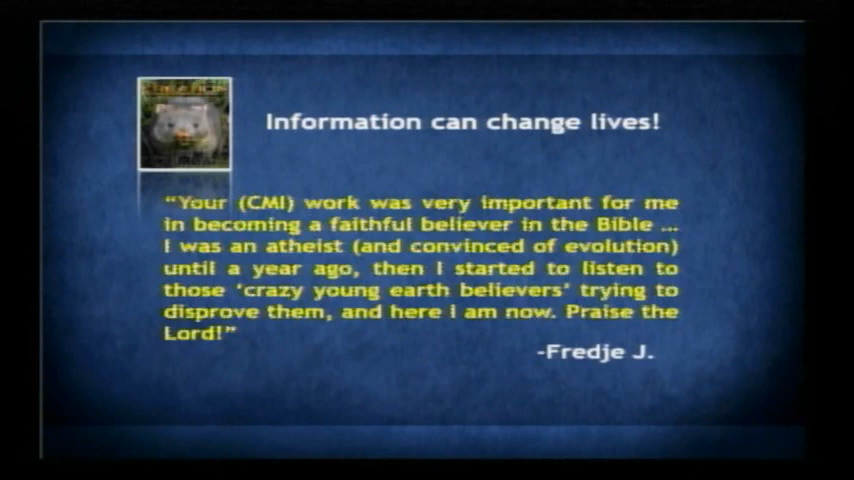 CREATION
Information can change lives!
“Your (CMI) work was very important for me
in becoming a faithful believer in the Bible ...
I was an atheist (and convinced of evolution)
until a year ago, then I started to listen to
those ‘crazy young earth believers’ trying to
disprove them, and here I am now. Praise the
Lord!”
-Fredje J.